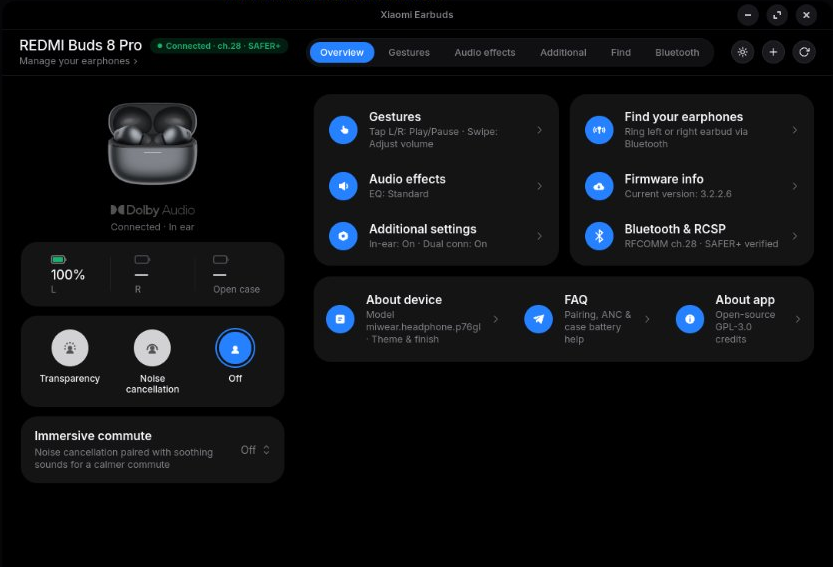 Xiaomi Earbuds
REDMI Buds 8 Pro
Connected · ch.28 · SAFER+
Manage your earphones ›
Overview
Gestures
Audio effects
Additional
Find
Bluetooth
Dolby Audio
Connected · In ear
100%
L
—
R
—
Open case
Transparency
Noise
cancellation
Off
Immersive commute
Noise cancellation paired with soothing
sounds for a calmer commute
Off
Gestures
Tap L/R: Play/Pause · Swipe:
Adjust volume
Audio effects
EQ: Standard
Additional settings
In-ear: On · Dual conn: On
Find your earphones
Ring left or right earbud via
Bluetooth
Firmware info
Current version: 3.2.2.6
Bluetooth & RCSP
RFCOMM ch.28 · SAFER+ verified
About device
Model
miwear.headphone.p76gl
· Theme & finish
FAQ
Pairing, ANC &
case battery
help
About app
Open-source
GPL-3.0
credits